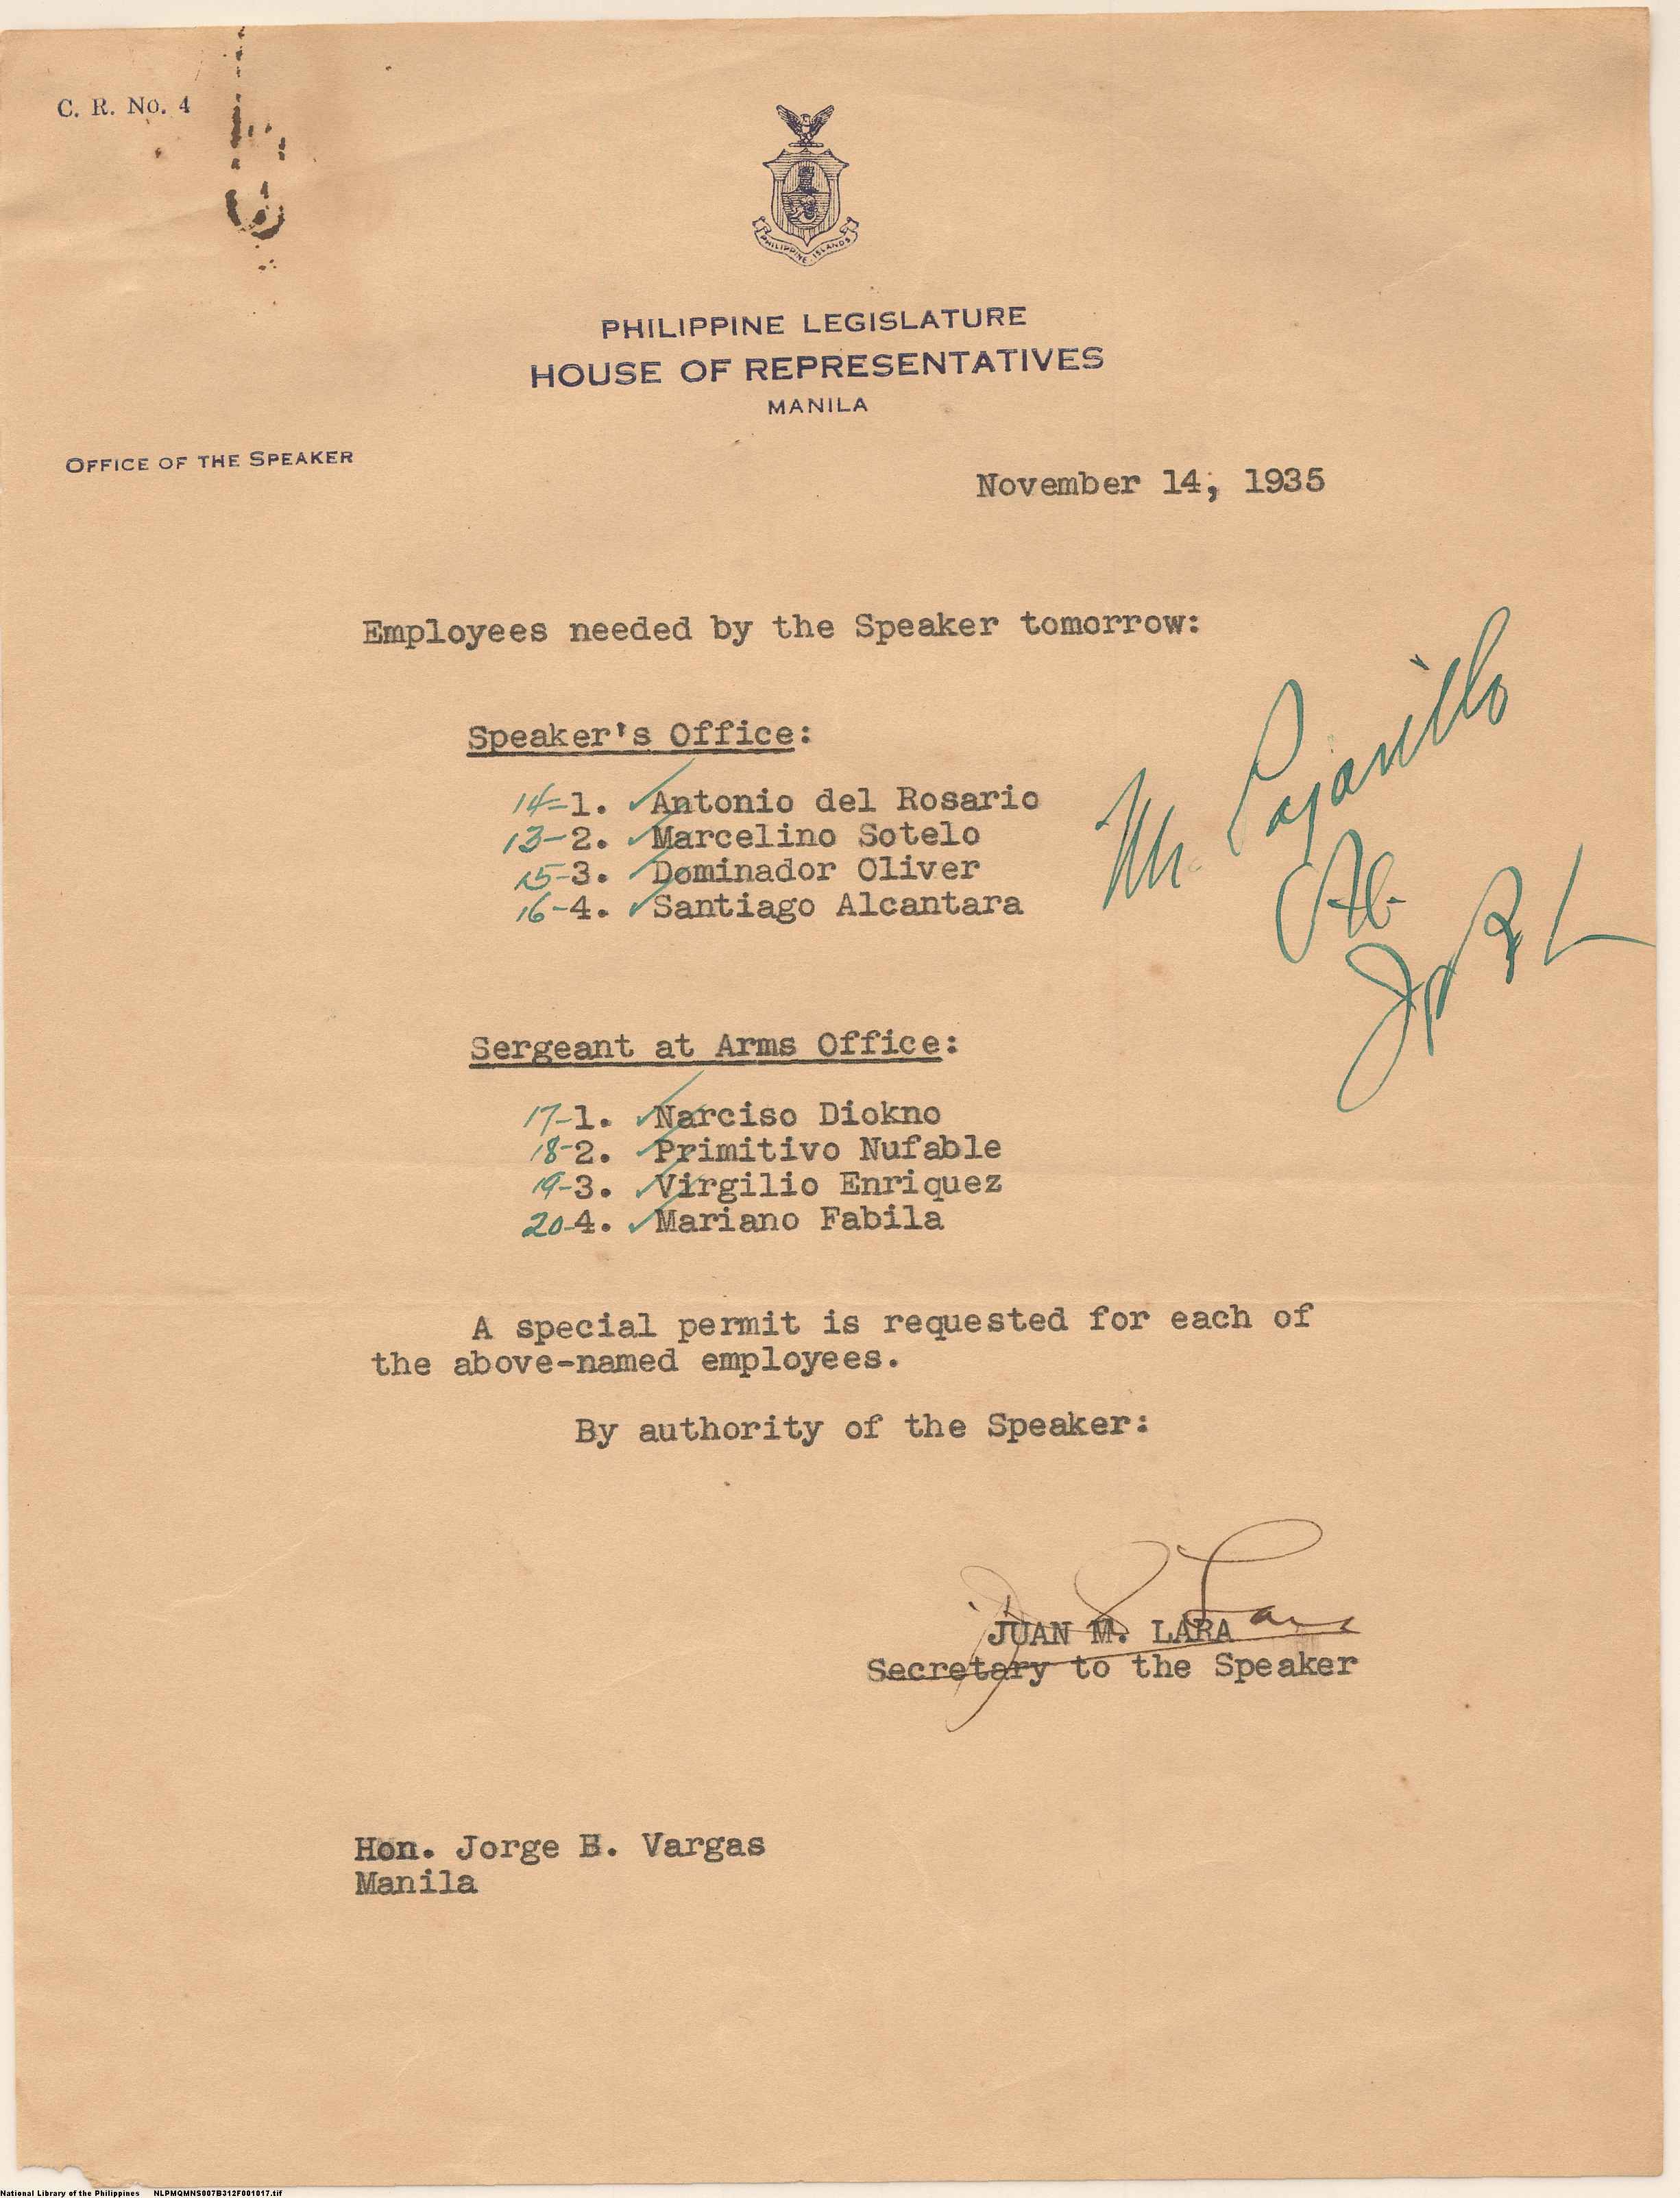 C. R. No. 4
PHILIPPINE ISLANDS
PHILIPPINE LEGISLATURE
HOUSE OF REPRESENTATIVES
MANILA
OFFICE OF THE SPEAKER
November 14, 1935
Employees needed by the Speaker tomorrow:
Speaker's Office:
14-1. ✓ Antonio del Rosario
13-2. ✓ Marcelino Sotelo
15-3. ✓ Dominador Oliver
16-4. ✓ Santiago Alcantara
Mr.
Sergeant at Arms Office:
17-1. ✓ Narciso Diokno
18-2. ✓ Primitivo Nufable
19-3. ✓ Virgilio Enriquez
20-4. ✓ Mariano Fabila
A special permit is requested for each of
the above-named employees.
By authority of the Speaker:
JUAN M. LARA
Secretary to the Speaker
Hon. Jorge B. Vargas
Manila
National Library of the Philippines NLPMQMNS007B312F001017.tif